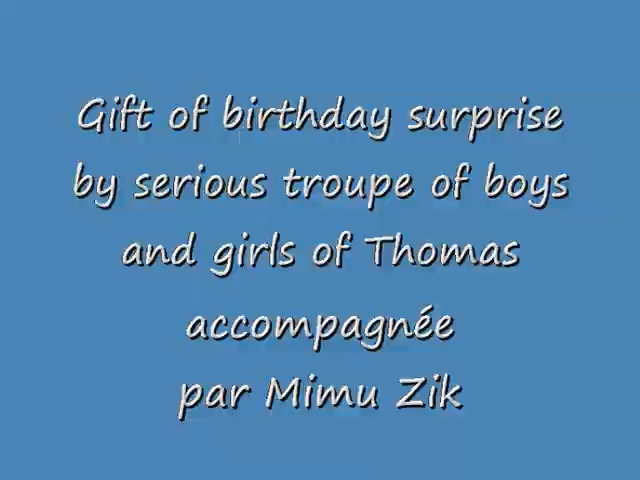 Gift of birthday surprise
by serious troupe of boys
and girls of Thomas
accompagnée
par Mimu Zik